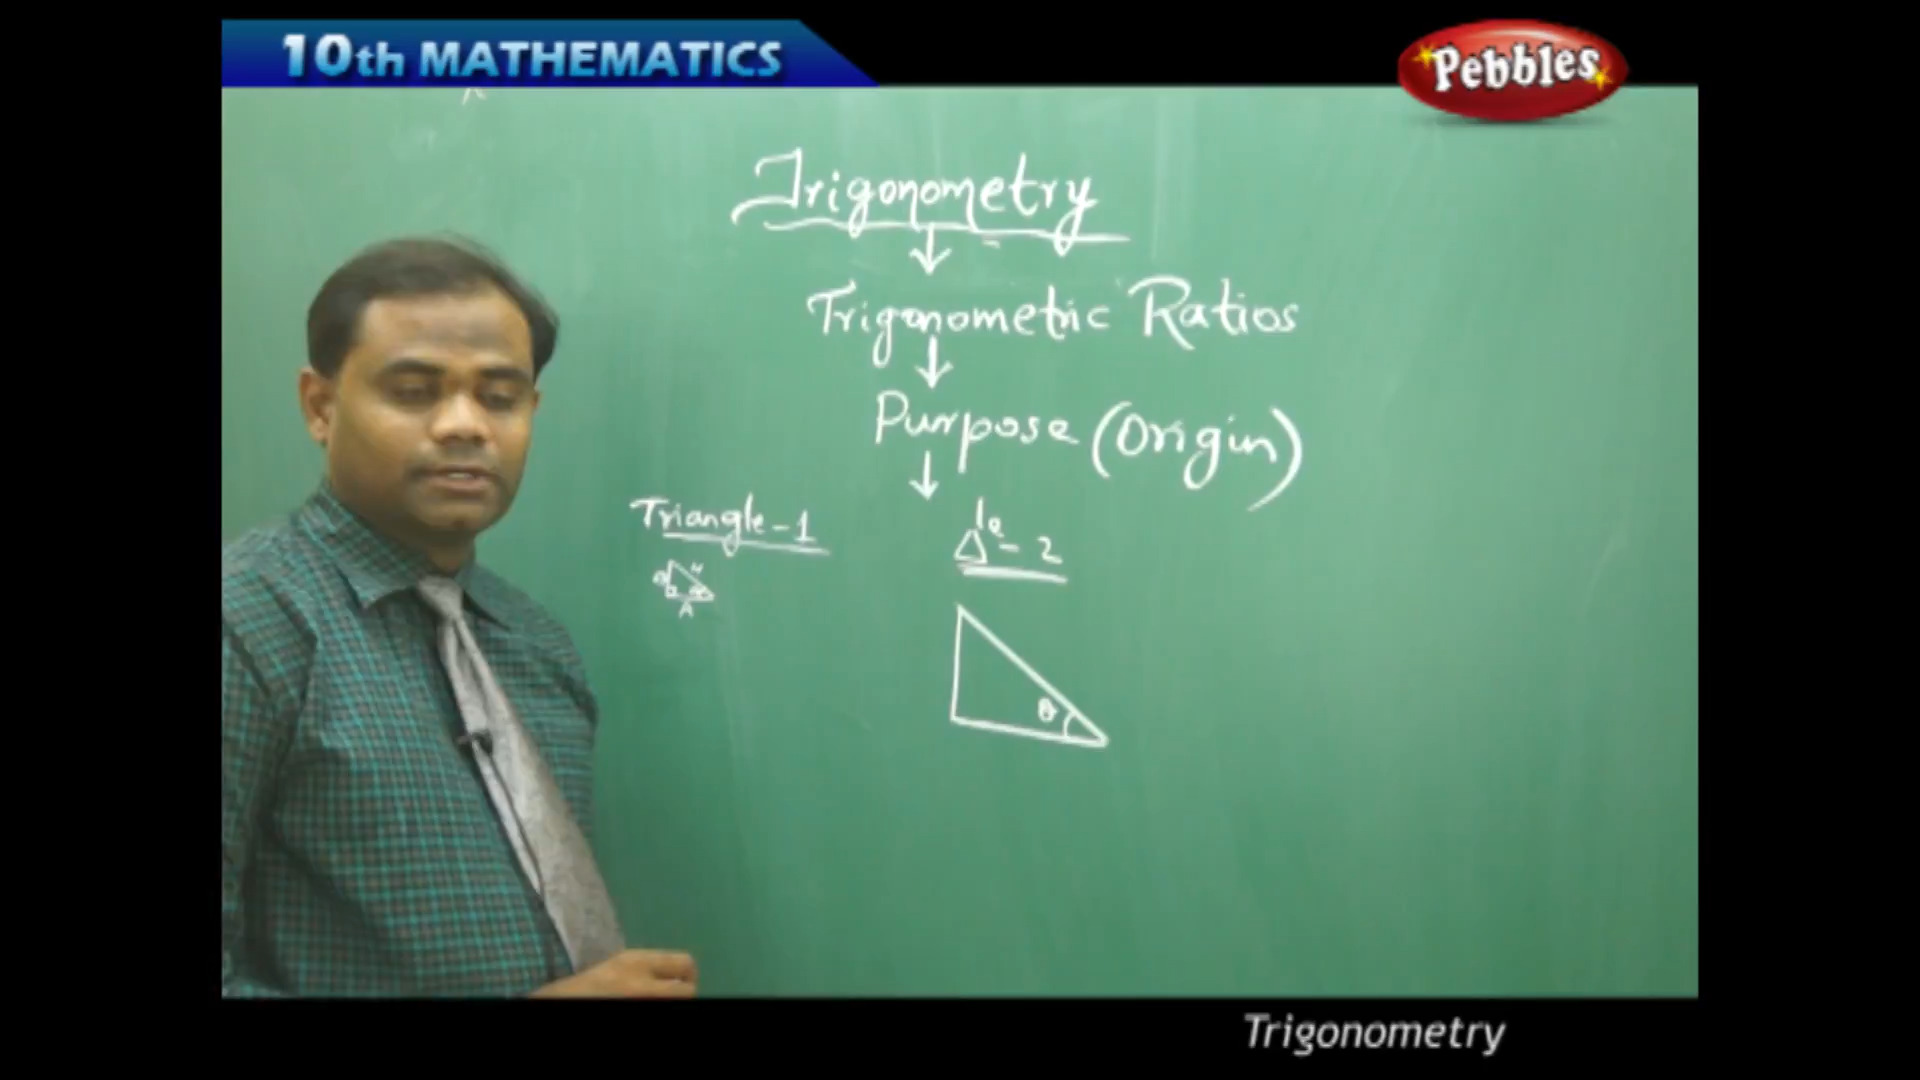 10th MATHEMATICS
Pebbles
Trigonometry
Trigonometric Ratios
Purpose (Origin)
Triangle-1
Δle-2
A
θ
Trigonometry